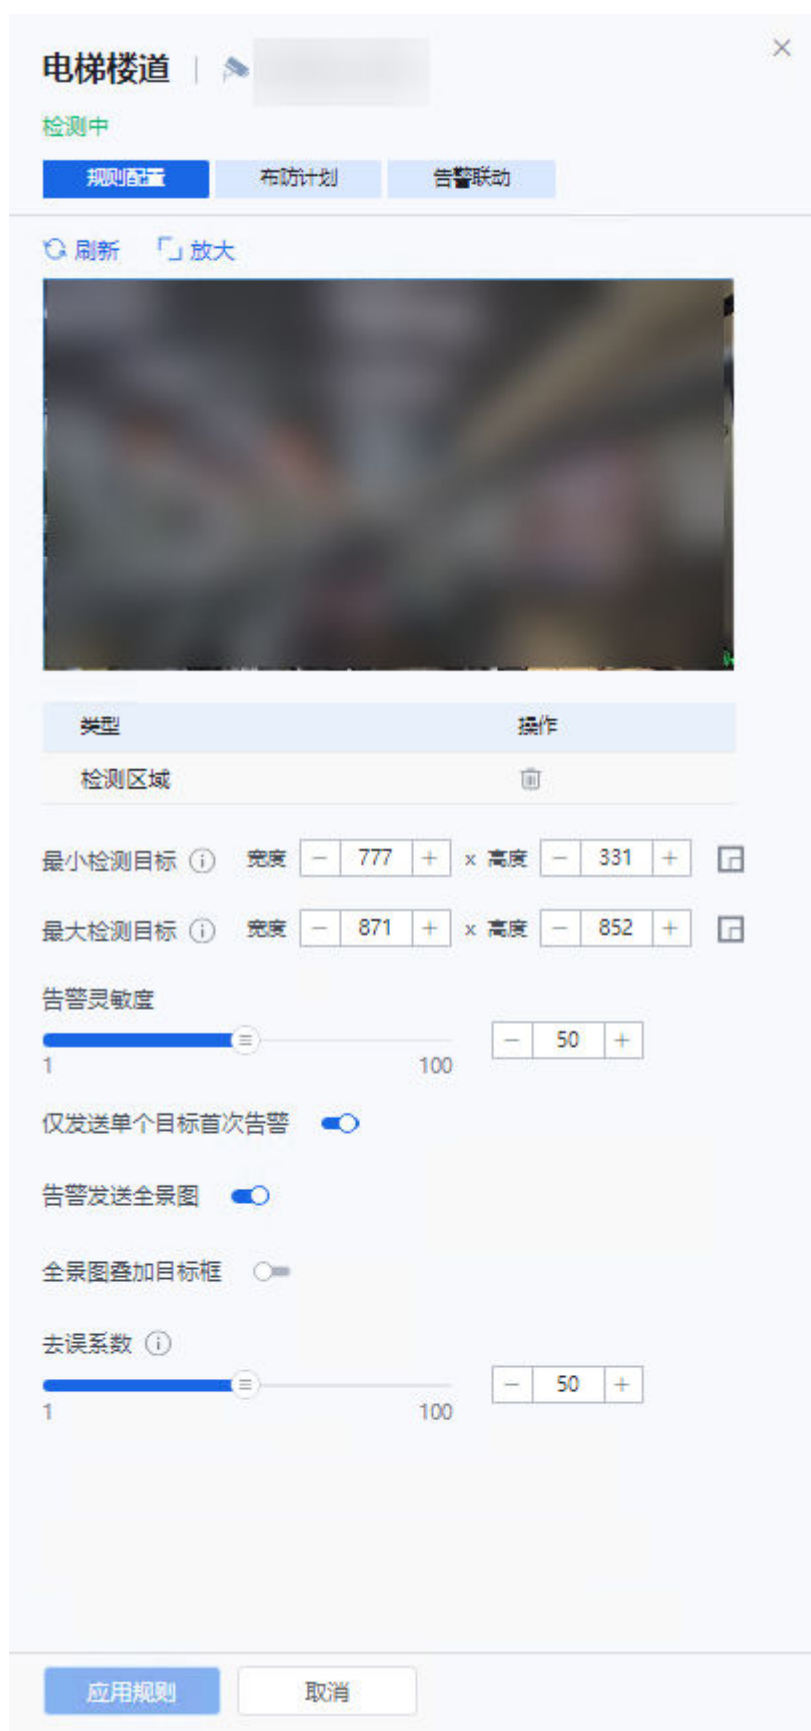 电梯楼道
检测中
规则配置 布防计划 告警联动
刷新 放大
类型 操作
检测区域
最小检测目标 宽度 - 777 + x 高度 - 331 +
最大检测目标 宽度 - 871 + x 高度 - 852 +
告警灵敏度
- 50 +
1 100
仅发送单个目标首次告警
告警发送全景图
全景图叠加目标框
去误系数
- 50 +
1 100
应用规则 取消